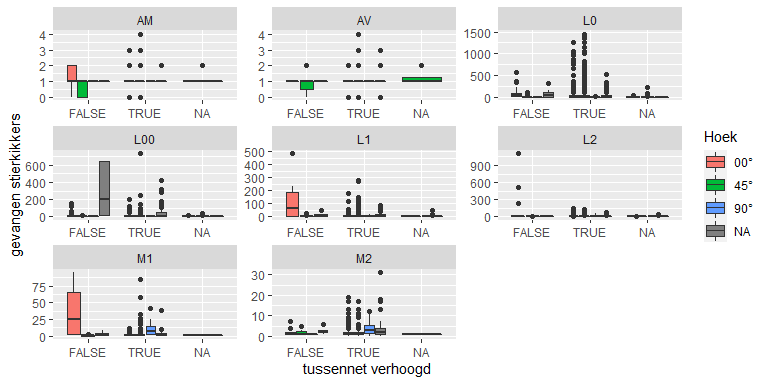 AM
AV
L0
4
3
2
1
0
4
3
2
1
0
1500
1000
500
0
FALSE
TRUE
NA
FALSE
TRUE
NA
FALSE
TRUE
NA
L00
L1
L2
600
400
200
0
500
400
300
200
100
0
900
600
300
0
FALSE
TRUE
NA
FALSE
TRUE
NA
FALSE
TRUE
NA
M1
M2
75
50
25
0
30
20
10
0
FALSE
TRUE
NA
FALSE
TRUE
NA
gevangen stierkikkers
tussennet verhoogd
Hoek
00°
45°
90°
NA